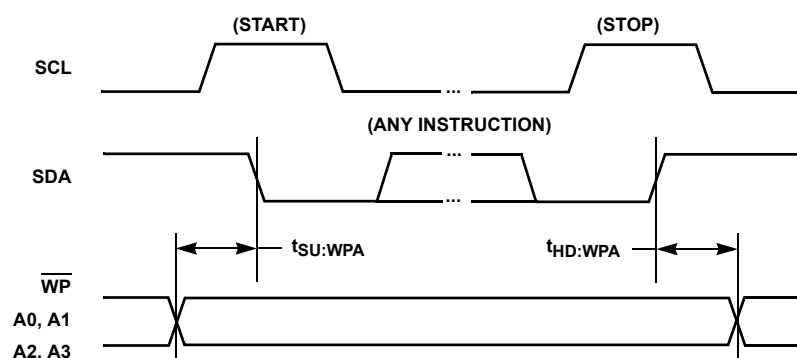 (START) (STOP)
SCL
...
(ANY INSTRUCTION)
...
SDA
...
tSU:WPA tHD:WPA
WP
A0, A1
A2, A3